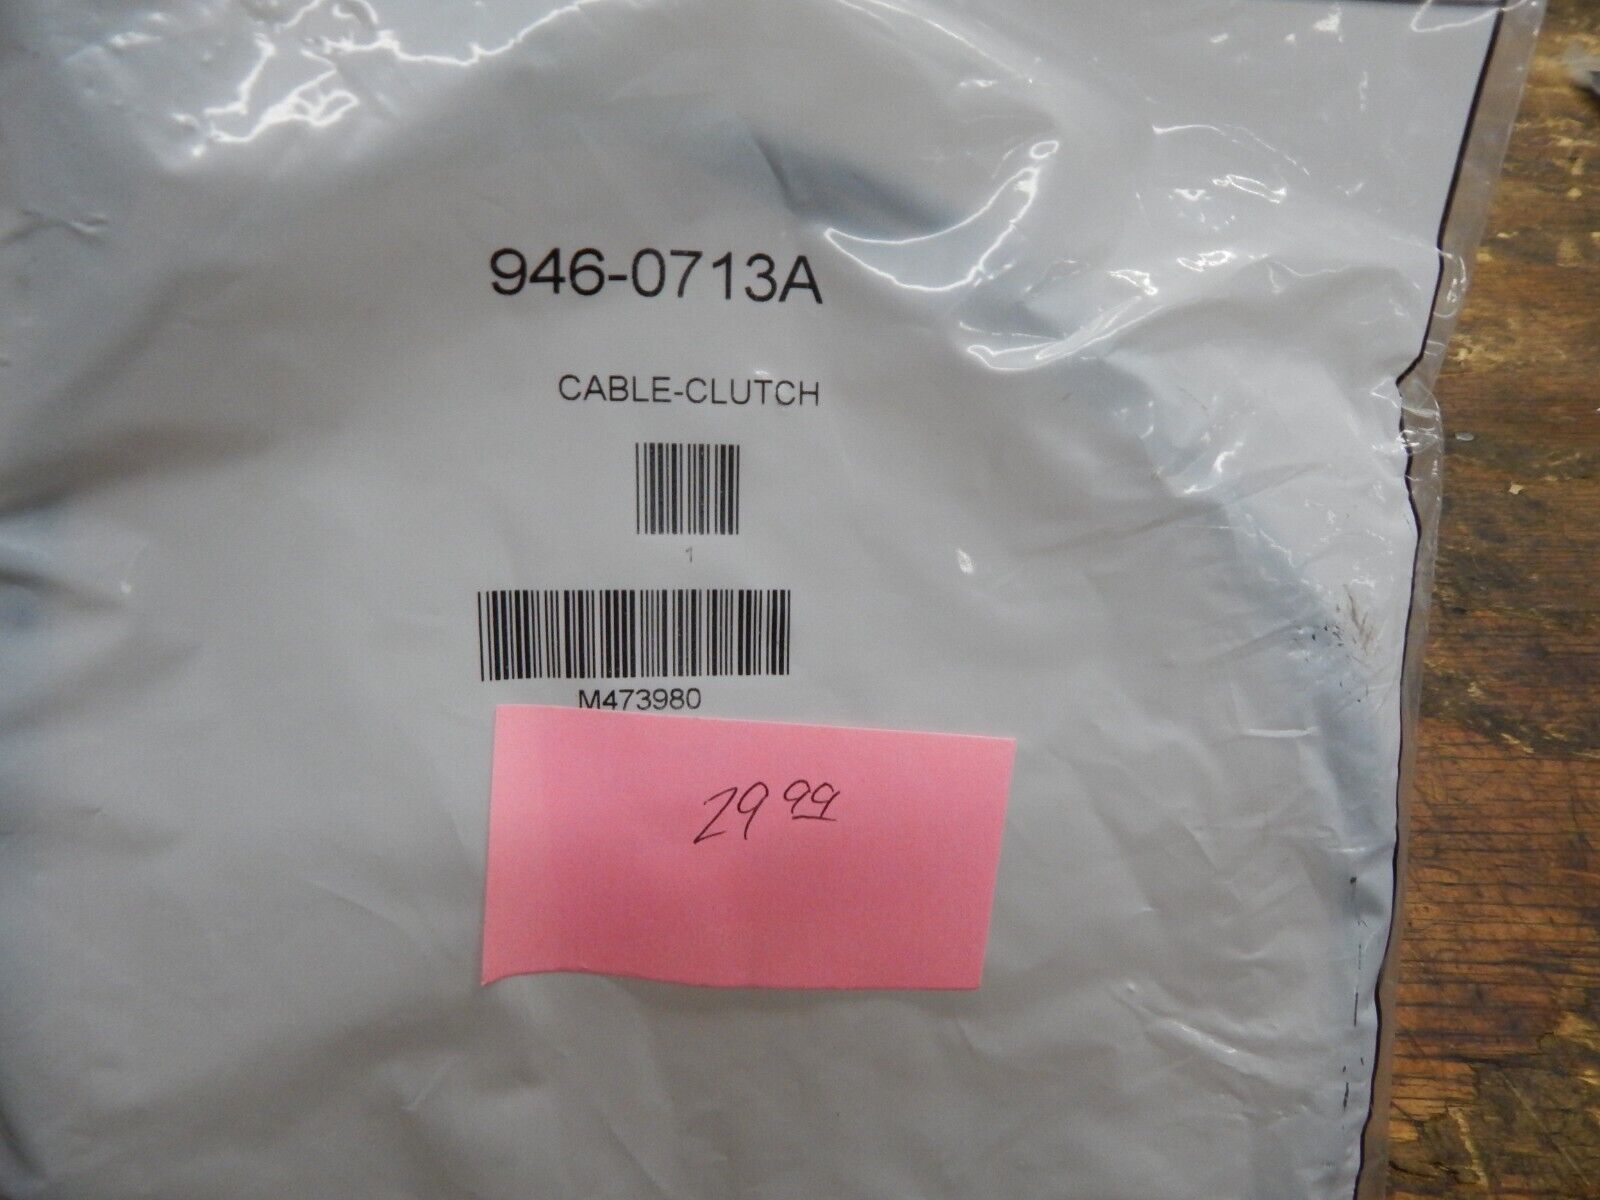 946-0713A
CABLE-CLUTCH
1
M473980
29 99